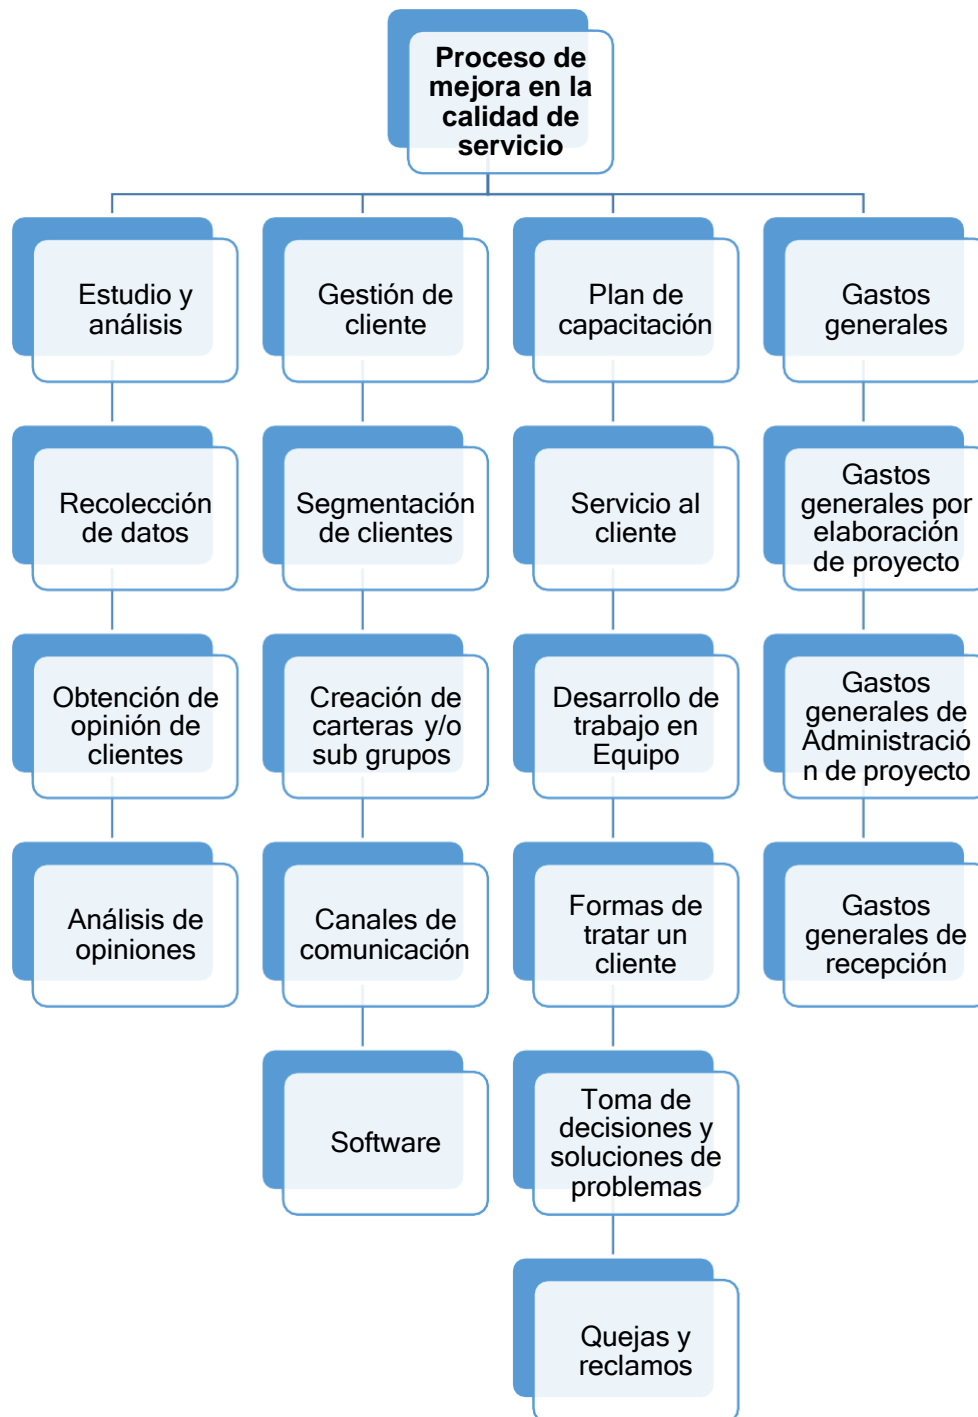 Proceso de
mejora en la
calidad de
servicio
Estudio y
análisis
Gestión de
cliente
Plan de
capacitación
Gastos
generales
Recolección
de datos
Segmentación
de clientes
Servicio al
cliente
Gastos
generales por
elaboración
de proyecto
Obtención de
opinión de
clientes
Creación de
carteras y/o
sub grupos
Desarrollo de
trabajo en
Equipo
Gastos
generales de
Administració
n de proyecto
Análisis de
opiniones
Canales de
comunicación
Formas de
tratar un
cliente
Gastos
generales de
recepción
Software
Toma de
decisiones y
soluciones de
problemas
Quejas y
reclamos